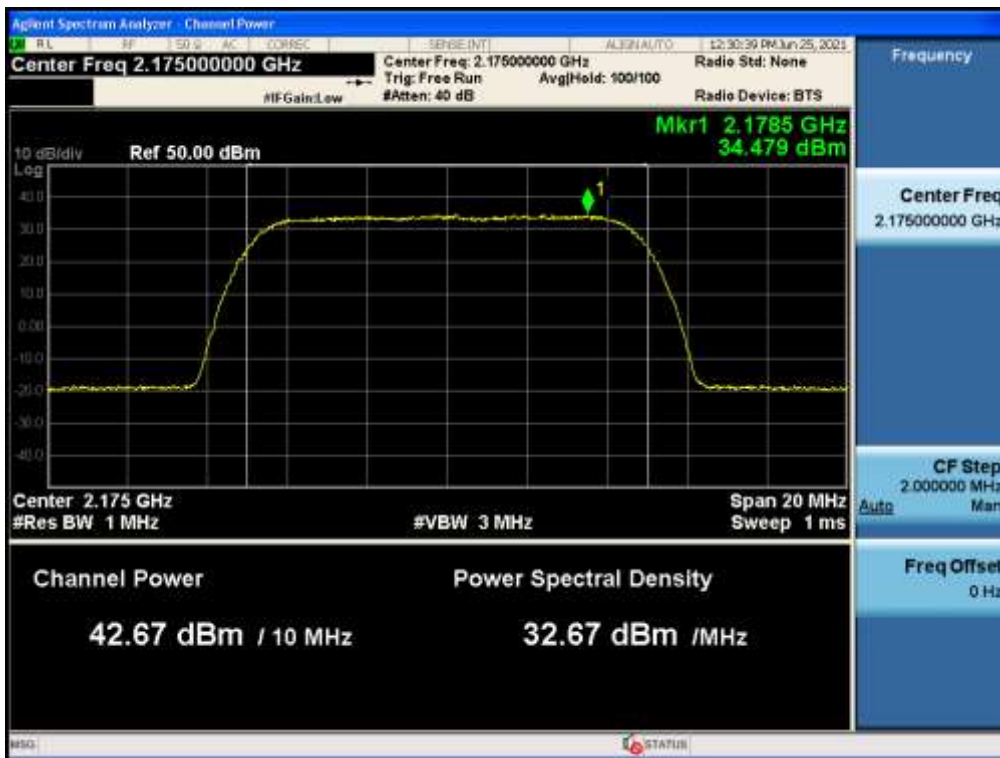 Agilent Spectrum Analyzer - Channel Power
RL RF 50 Ω AC CORREC SENSE:INT ALIGN AUTO 12:30:39 PM Jun 25, 2021
Center Freq 2.175000000 GHz
Center Freq: 2.175000000 GHz
Radio Std: None
Trig: Free Run
Avg|Hold: 100/100
#IFGain:Low
#Atten: 40 dB
Radio Device: BTS
Mkr1 2.1785 GHz
34.479 dBm
10 dB/div Ref 50.00 dBm
Log
40.0
1
30.0
20.0
10.0
0.00
-10.0
-20.0
-30.0
-40.0
Center 2.175 GHz
Span 20 MHz
#Res BW 1 MHz
#VBW 3 MHz
Sweep 1 ms
Channel Power
Power Spectral Density
42.67 dBm / 10 MHz
32.67 dBm /MHz
MSG
STATUS
Frequency
Center Freq
2.175000000 GHz
CF Step
2.000000 MHz
Auto Man
Freq Offset
0 Hz